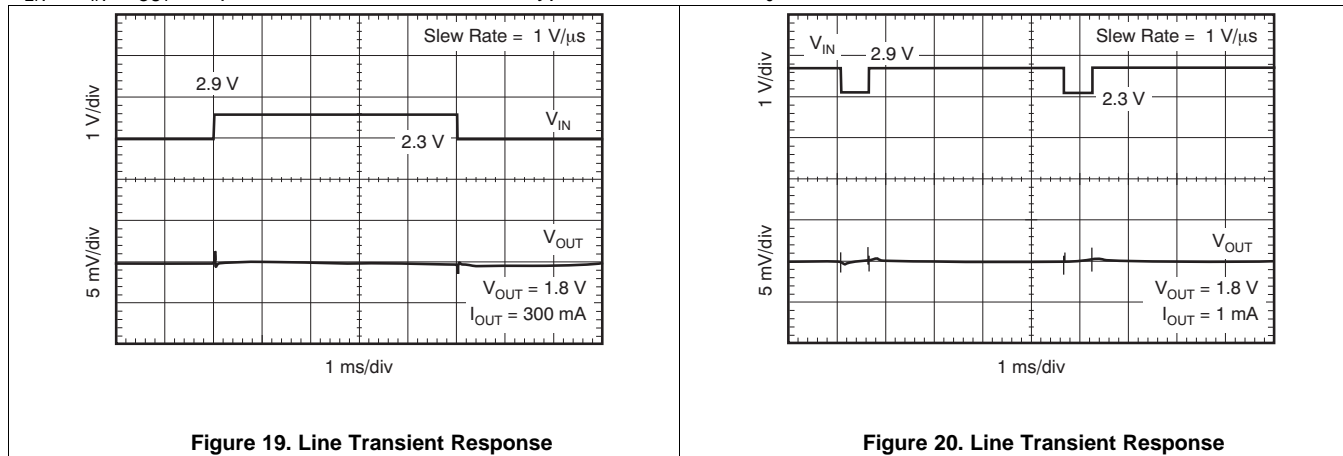 Slew Rate = 1 V/μs
2.9 V
V_IN
2.3 V
1 V/div
V_OUT
5 mV/div
V_OUT = 1.8 V
I_OUT = 300 mA
1 ms/div
Figure 19. Line Transient Response
Slew Rate = 1 V/μs
V_IN
2.9 V
2.3 V
1 V/div
V_OUT
5 mV/div
V_OUT = 1.8 V
I_OUT = 1 mA
1 ms/div
Figure 20. Line Transient Response